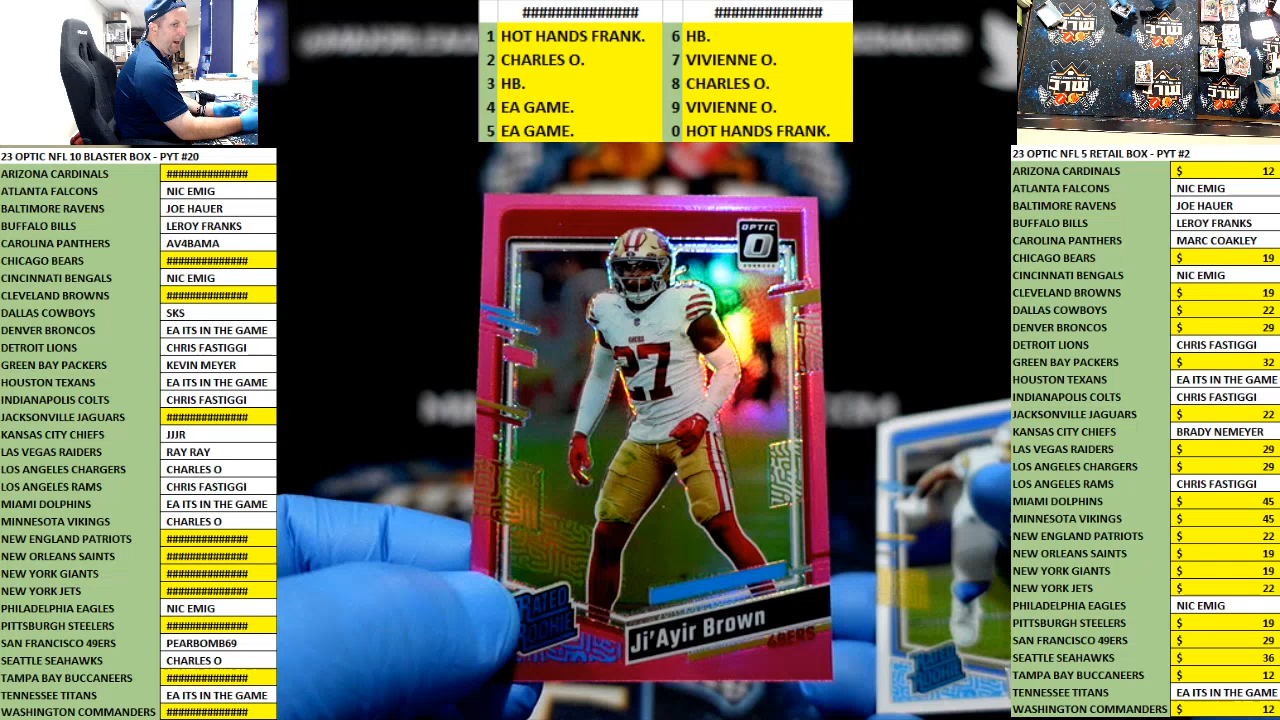 ############## #############
1 HOT HANDS FRANK. 6 HB.
2 CHARLES O. 7 VIVIENNE O.
3 HB. 8 CHARLES O.
4 EA GAME. 9 VIVIENNE O.
5 EA GAME. 0 HOT HANDS FRANK.
23 OPTIC NFL 10 BLASTER BOX - PYT #20
ARIZONA CARDINALS ##############
ATLANTA FALCONS NIC EMIG
BALTIMORE RAVENS JOE HAUER
BUFFALO BILLS LEROY FRANKS
CAROLINA PANTHERS AV4BAMA
CHICAGO BEARS ##############
CINCINNATI BENGALS NIC EMIG
CLEVELAND BROWNS ##############
DALLAS COWBOYS SKS
DENVER BRONCOS EA ITS IN THE GAME
DETROIT LIONS CHRIS FASTIGGI
GREEN BAY PACKERS KEVIN MEYER
HOUSTON TEXANS EA ITS IN THE GAME
INDIANAPOLIS COLTS CHRIS FASTIGGI
JACKSONVILLE JAGUARS ##############
KANSAS CITY CHIEFS JJJR
LAS VEGAS RAIDERS RAY RAY
LOS ANGELES CHARGERS CHARLES O
LOS ANGELES RAMS CHRIS FASTIGGI
MIAMI DOLPHINS EA ITS IN THE GAME
MINNESOTA VIKINGS CHARLES O
NEW ENGLAND PATRIOTS ##############
NEW ORLEANS SAINTS ##############
NEW YORK GIANTS ##############
NEW YORK JETS ##############
PHILADELPHIA EAGLES NIC EMIG
PITTSBURGH STEELERS ##############
SAN FRANCISCO 49ERS PEARBOMB69
SEATTLE SEAHAWKS CHARLES O
TAMPA BAY BUCCANEERS ##############
TENNESSEE TITANS EA ITS IN THE GAME
WASHINGTON COMMANDERS ##############
OPTIC
49ERS
27
RATED
ROOKIE
Ji'Ayir Brown
49ERS
RATED
ROOKIE
23 OPTIC NFL 5 RETAIL BOX - PYT #2
ARIZONA CARDINALS $ 12
ATLANTA FALCONS NIC EMIG
BALTIMORE RAVENS JOE HAUER
BUFFALO BILLS LEROY FRANKS
CAROLINA PANTHERS MARC COAKLEY
CHICAGO BEARS $ 19
CINCINNATI BENGALS NIC EMIG
CLEVELAND BROWNS $ 19
DALLAS COWBOYS $ 22
DENVER BRONCOS $ 29
DETROIT LIONS CHRIS FASTIGGI
GREEN BAY PACKERS $ 32
HOUSTON TEXANS EA ITS IN THE GAME
INDIANAPOLIS COLTS CHRIS FASTIGGI
JACKSONVILLE JAGUARS $ 22
KANSAS CITY CHIEFS BRADY NEMEYER
LAS VEGAS RAIDERS $ 29
LOS ANGELES CHARGERS $ 29
LOS ANGELES RAMS CHRIS FASTIGGI
MIAMI DOLPHINS $ 45
MINNESOTA VIKINGS $ 45
NEW ENGLAND PATRIOTS $ 22
NEW ORLEANS SAINTS $ 19
NEW YORK GIANTS $ 19
NEW YORK JETS $ 22
PHILADELPHIA EAGLES NIC EMIG
PITTSBURGH STEELERS $ 19
SAN FRANCISCO 49ERS $ 29
SEATTLE SEAHAWKS $ 36
TAMPA BAY BUCCANEERS $ 12
TENNESSEE TITANS EA ITS IN THE GAME
WASHINGTON COMMANDERS $ 12